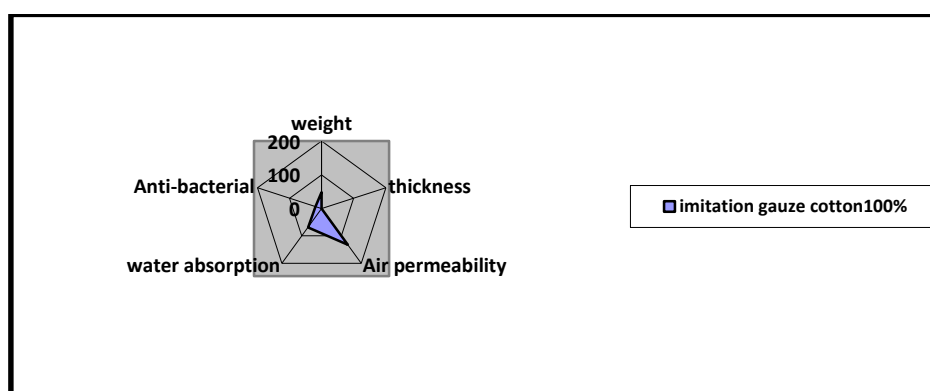 weight
200
100
0
Anti-bacterial
thickness
water absorption
Air permeability
imitation gauze cotton100%